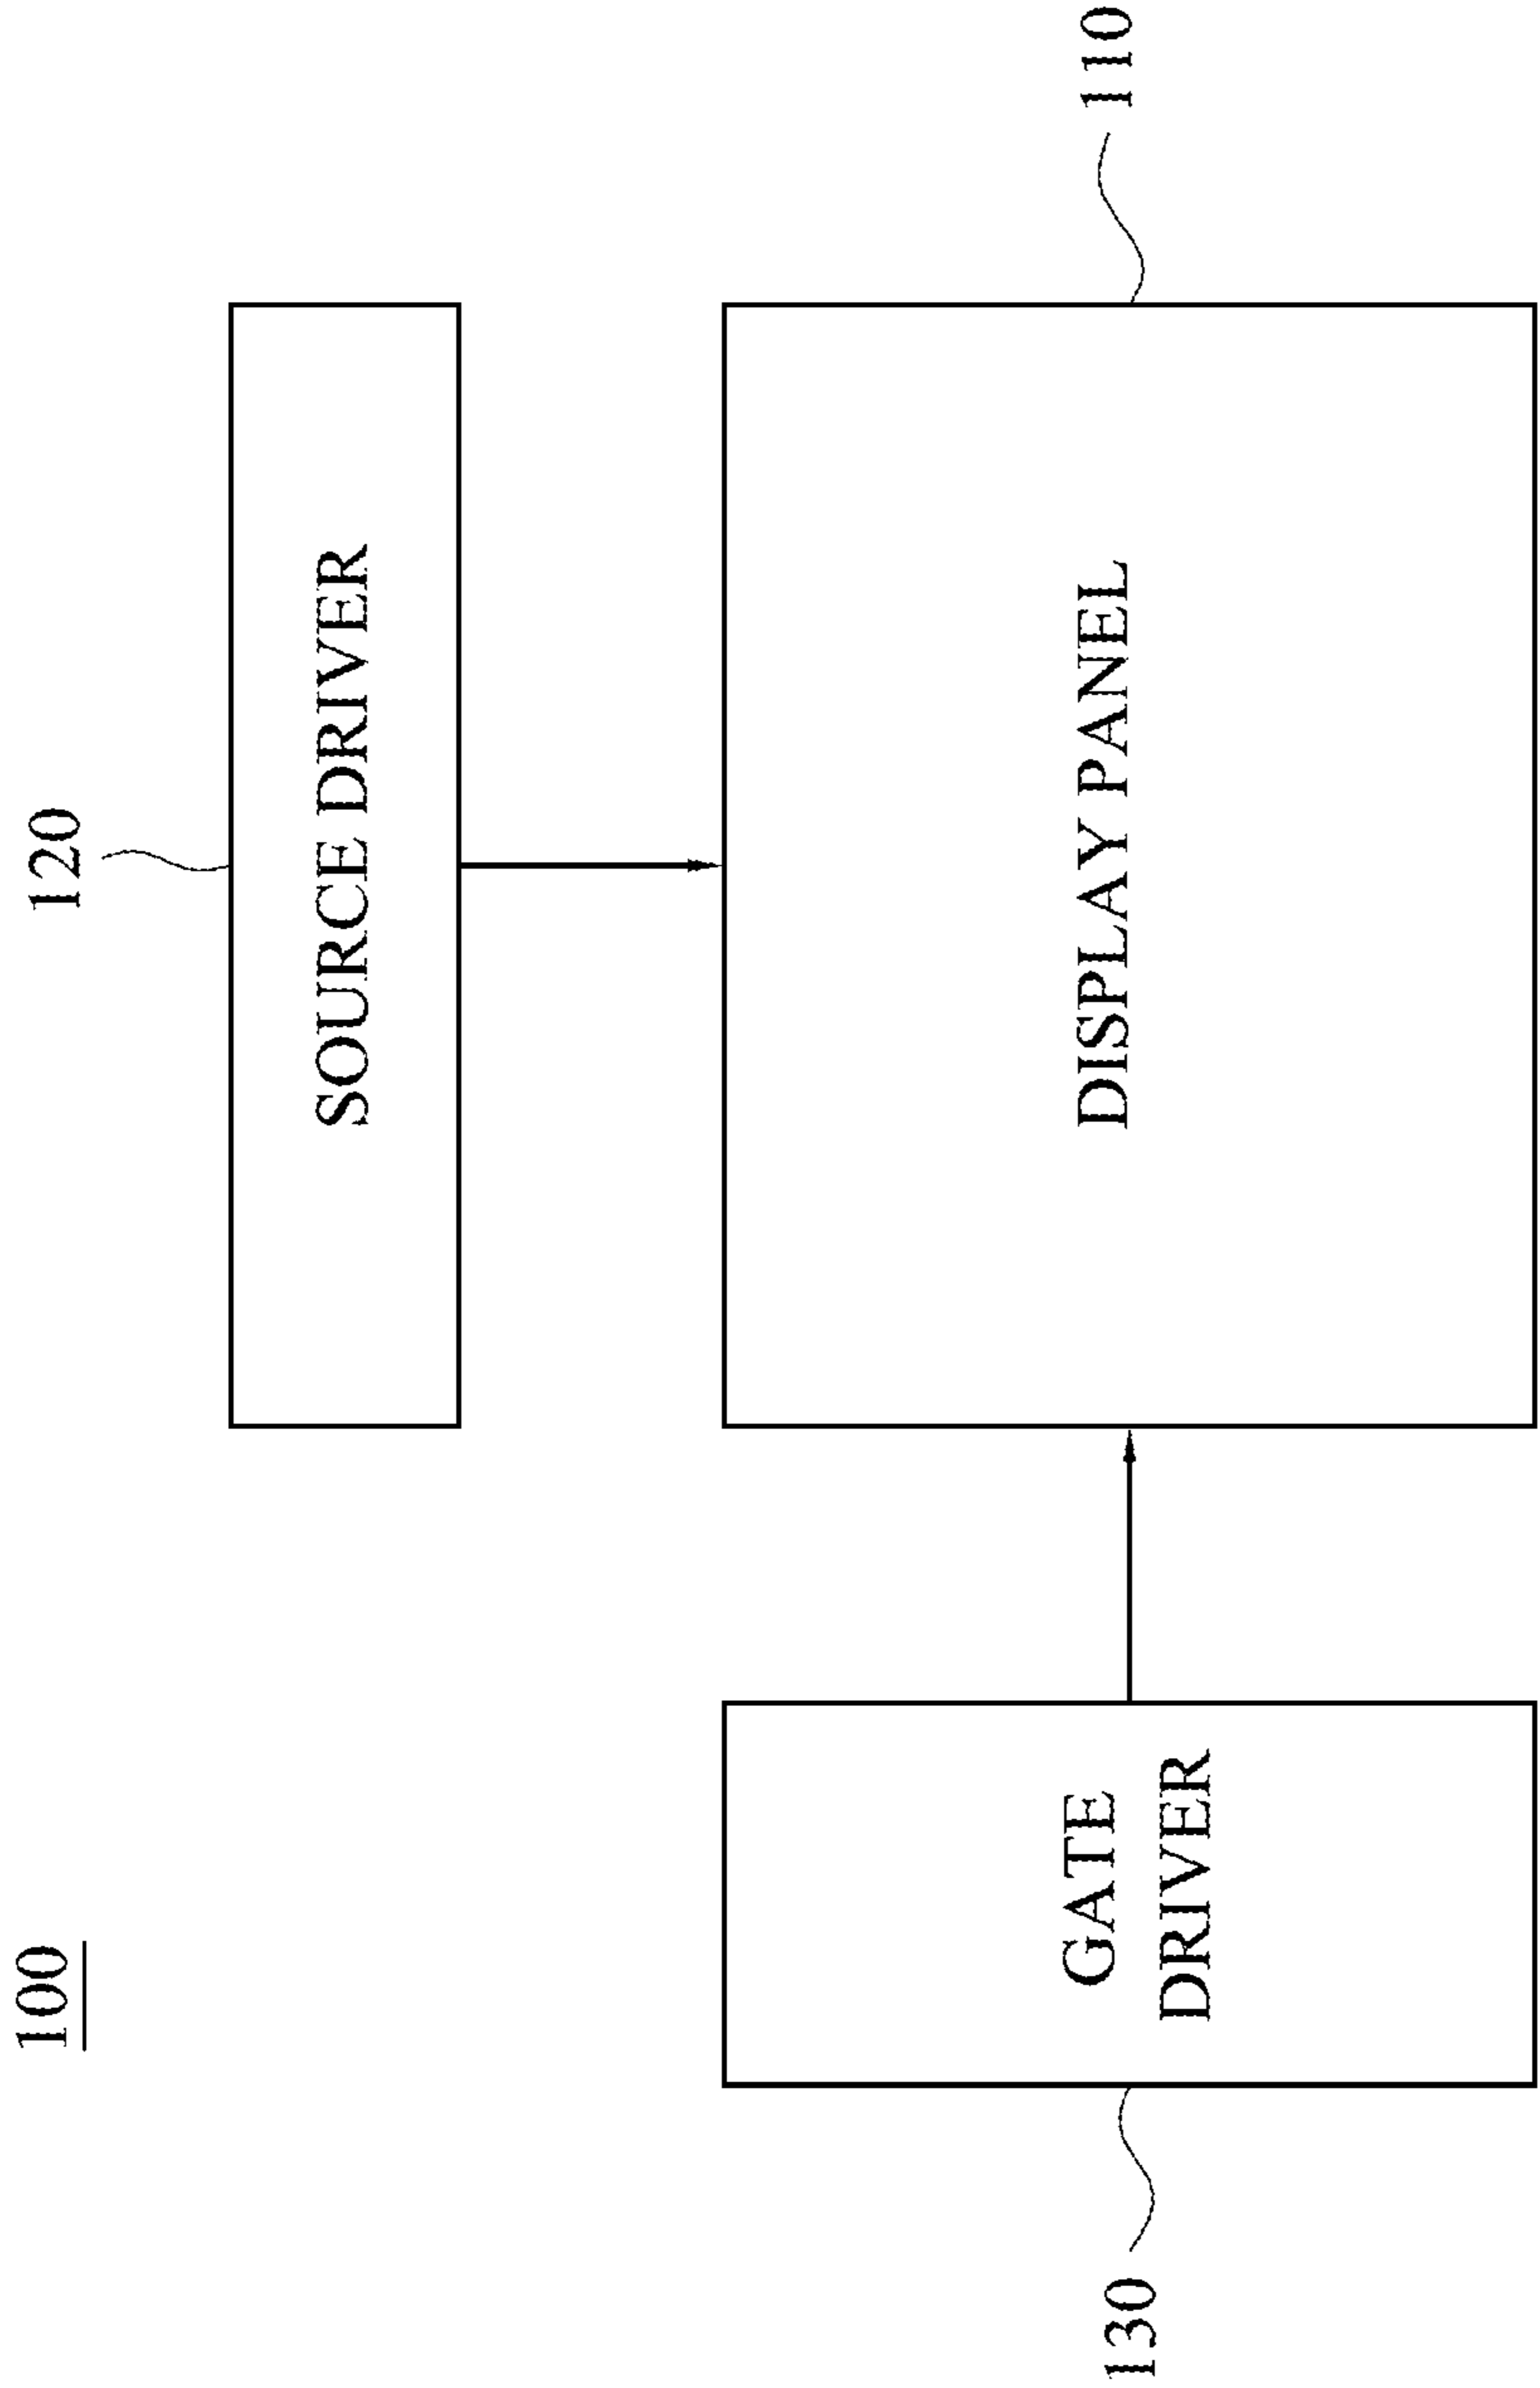 100
120
SOURCE DRIVER
110
DISPLAY PANEL
GATE
DRIVER
130